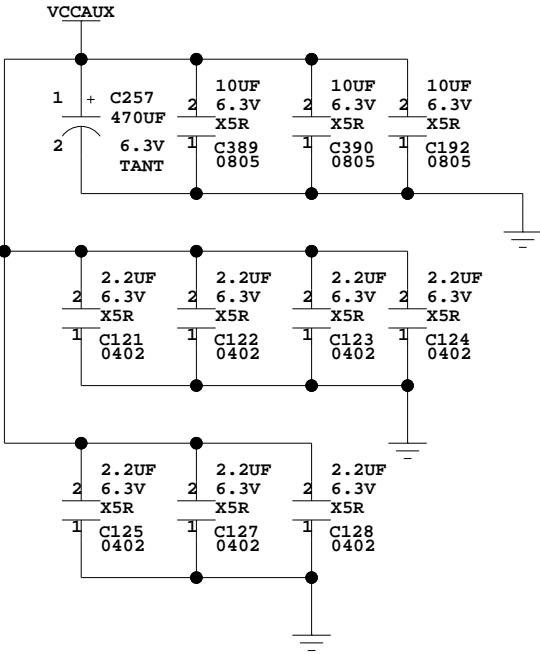 VCCAUX
1 + C257
470UF
2 6.3V
TANT
10UF
2 6.3V
X5R
1 C389
0805
10UF
2 6.3V
X5R
1 C390
0805
10UF
2 6.3V
X5R
1 C192
0805
2.2UF
2 6.3V
X5R
1 C121
0402
2.2UF
2 6.3V
X5R
1 C122
0402
2.2UF
2 6.3V
X5R
1 C123
0402
2.2UF
2 6.3V
X5R
1 C124
0402
2.2UF
2 6.3V
X5R
1 C125
0402
2.2UF
2 6.3V
X5R
1 C127
0402
2.2UF
2 6.3V
X5R
1 C128
0402